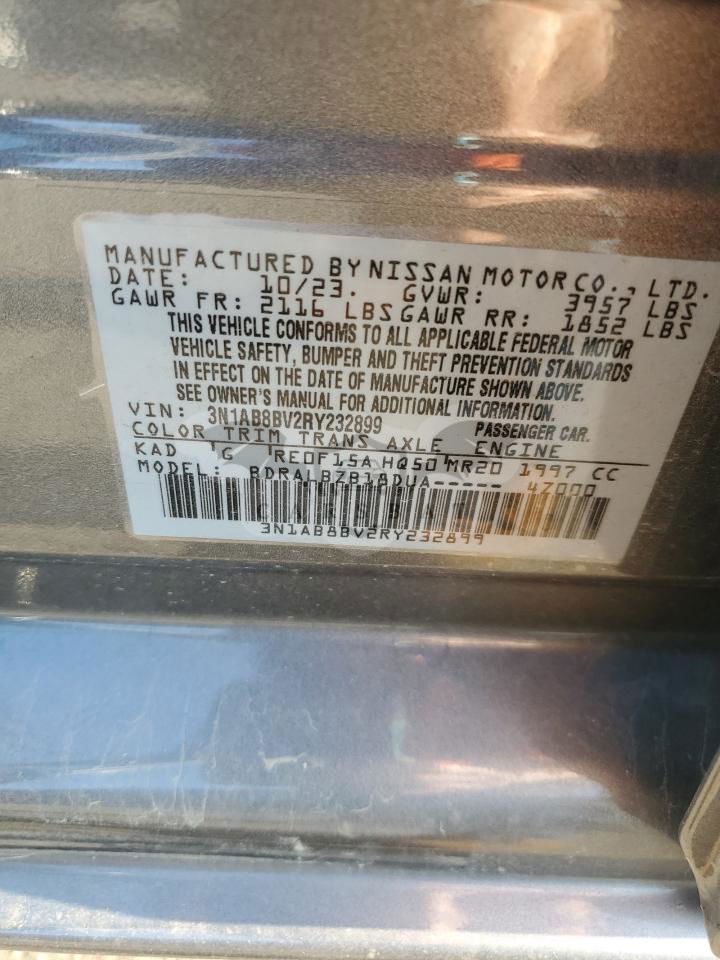 MANUFACTURED BY NISSAN MOTOR CO., LTD.
DATE: 10/23. GVWR: 3957 LBS
GAWR FR: 2116 LBS GAWR RR: 1852 LBS
THIS VEHICLE CONFORMS TO ALL APPLICABLE FEDERAL MOTOR
VEHICLE SAFETY, BUMPER AND THEFT PREVENTION STANDARDS
IN EFFECT ON THE DATE OF MANUFACTURE SHOWN ABOVE.
SEE OWNER'S MANUAL FOR ADDITIONAL INFORMATION.
VIN: 3N1AB8BV2RY232899 PASSENGER CAR.
COLOR TRIM TRANS AXLE ENGINE
KAD G RE0F15A HQ50 MR20 1997 CC
MODEL: BDRALBZB18DUA----- 4Z000
3N1AB8BV2RY232899